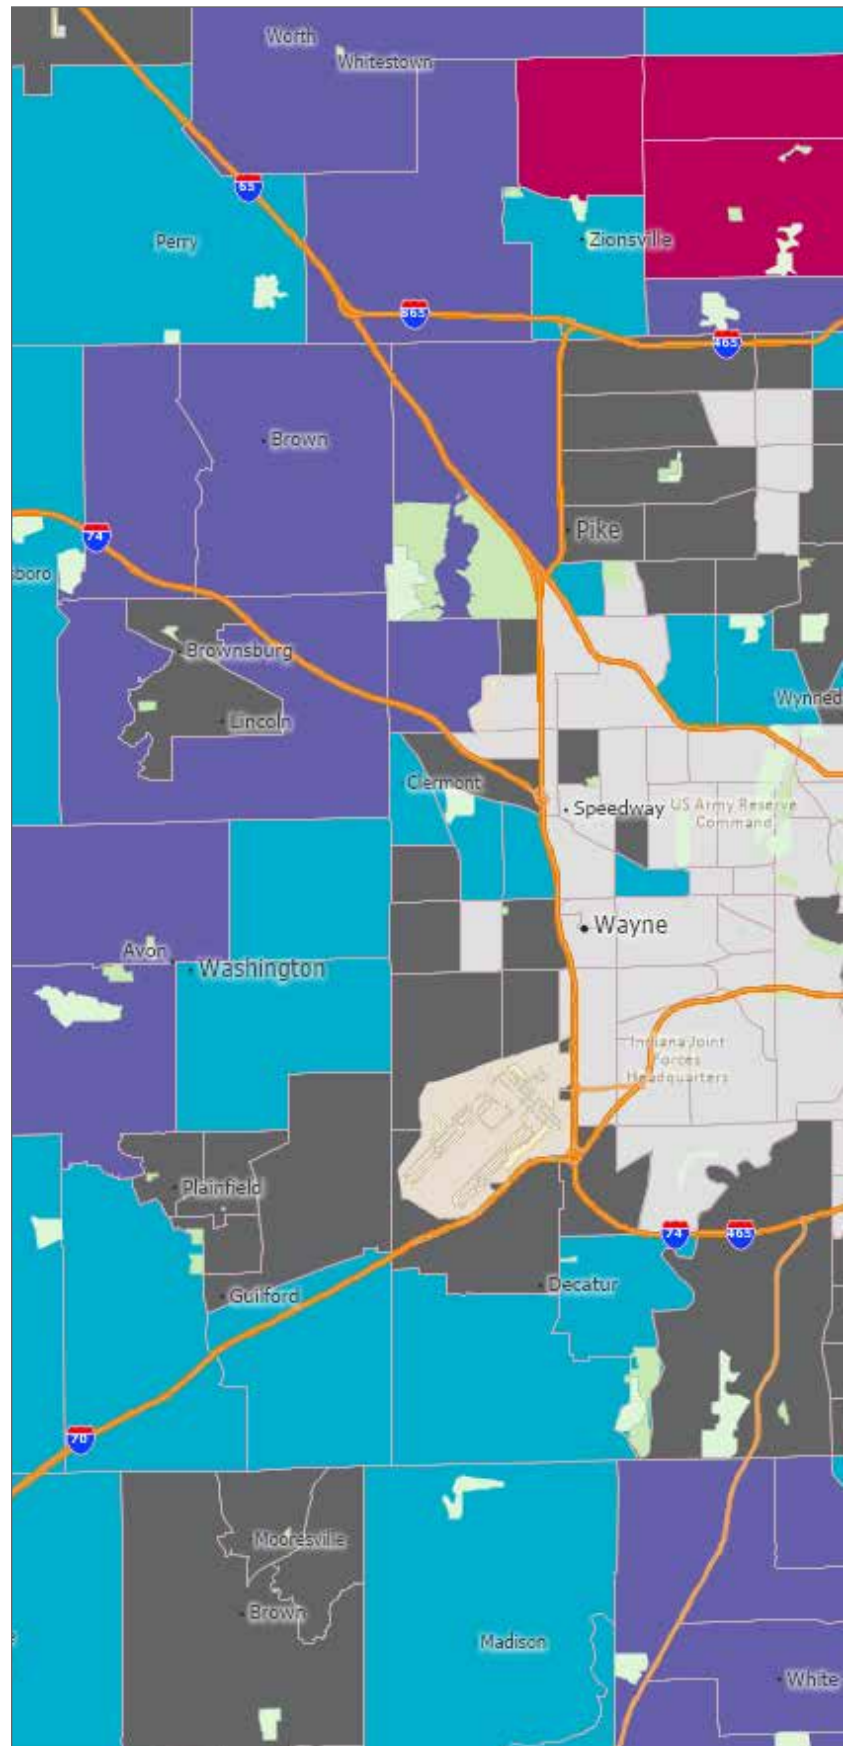 Worth
Whitestown
65
Perry
Zionsville
865
465
Brown
74
Pike
sboro
Brownsburg
Lincoln
Wynned
Clermont
Speedway
US Army Reserve
Command
Wayne
Avon
Washington
Indiana Joint
Forces
Headquarters
Plainfield
74
465
Guilford
Decatur
70
Mooresville
Brown
Madison
White